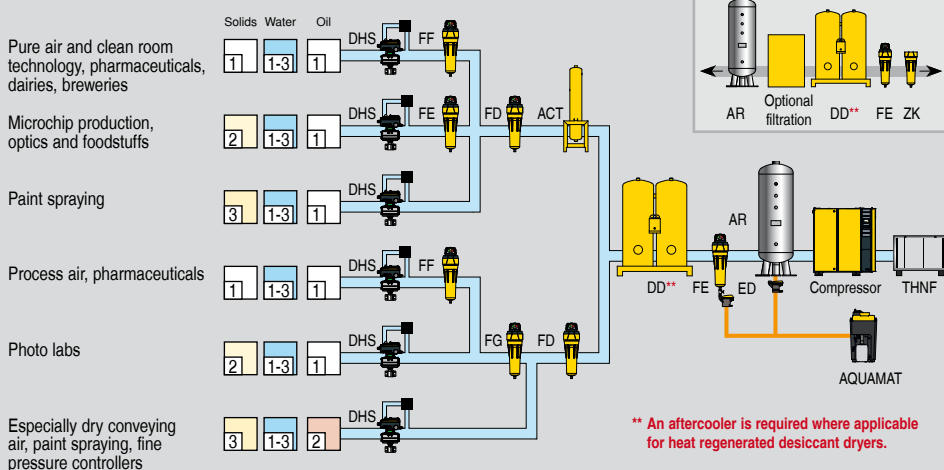 Solids Water Oil
Pure air and clean room
technology, pharmaceuticals,
dairies, breweries
1 1-3 1
DHS FF
Microchip production,
optics and foodstuffs
2 1-3 1
DHS FE FD ACT
Paint spraying
3 1-3 1
DHS
Process air, pharmaceuticals
1 1-3 1
DHS FF
Photo labs
2 1-3 1
DHS FG FD
Especially dry conveying
air, paint spraying, fine
pressure controllers
3 1-3 2
DHS
AR Optional
filtration DD** FE ZK
AR
DD** FE ED Compressor THNF
AQUAMAT
** An aftercooler is required where applicable
for heat regenerated desiccant dryers.